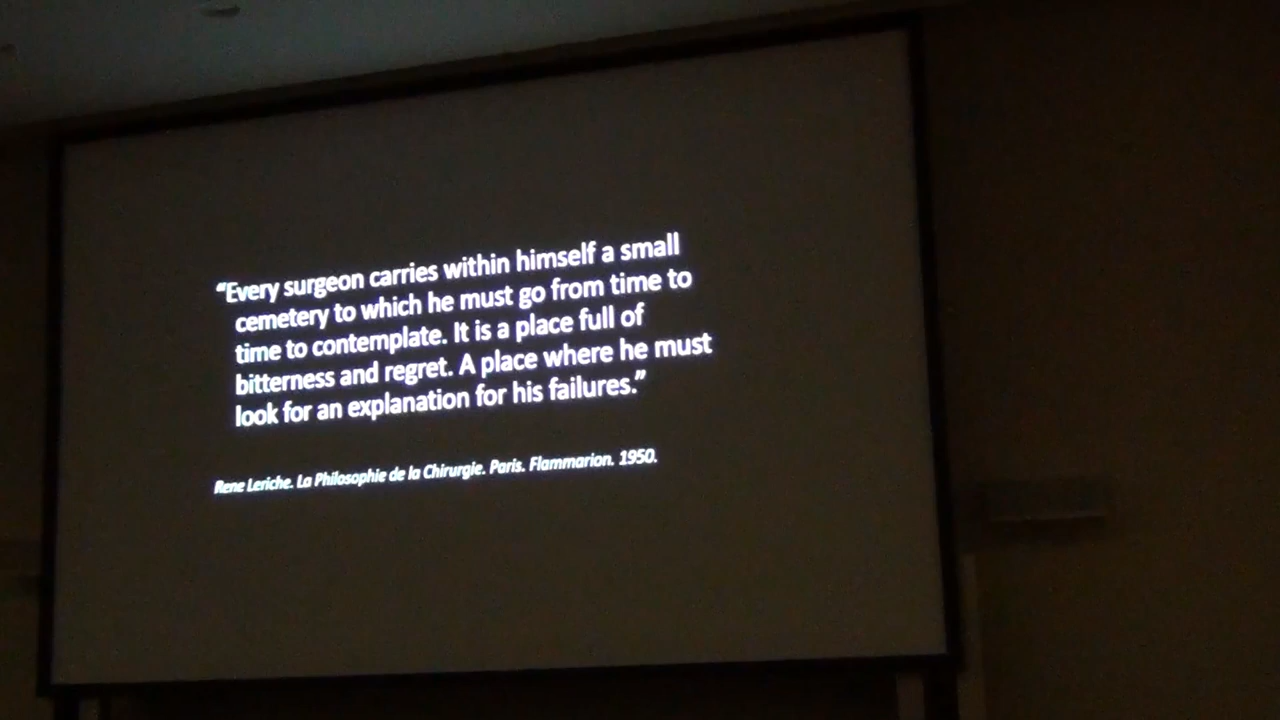 “Every surgeon carries within himself a small
cemetery to which he must go from time to
time to contemplate. It is a place full of
bitterness and regret. A place where he must
look for an explanation for his failures.”
Rene Leriche. La Philosophie de la Chirurgie. Paris. Flammarion. 1950.